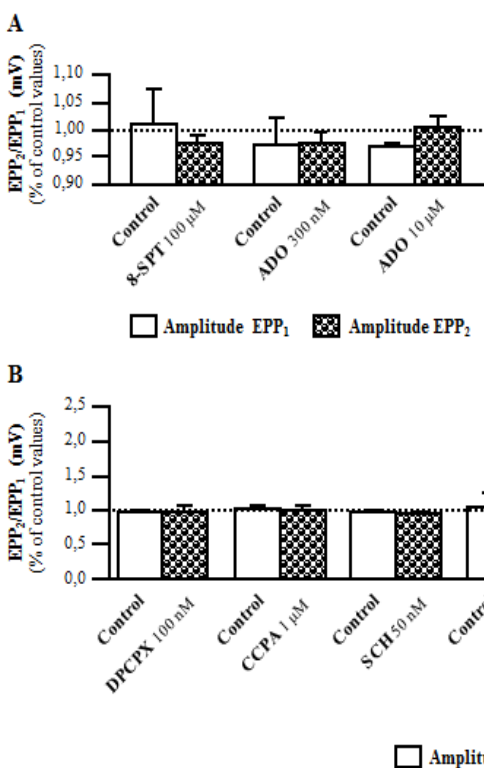 A
EPP2/EPP1 (mV)
(% of control values)
1,10
1,05
1,00
0,95
0,90
Control
8-SPT 100 µM
Control
ADO 300 nM
Control
ADO 10 µM
Amplitude EPP1
Amplitude EPP2
B
EPP2/EPP1 (mV)
(% of control values)
2,5
2,0
1,5
1,0
0,5
0,0
Control
DPCPX 100 nM
Control
CCPA 1 µM
Control
SCH 50 nM
Contr
Amplitu